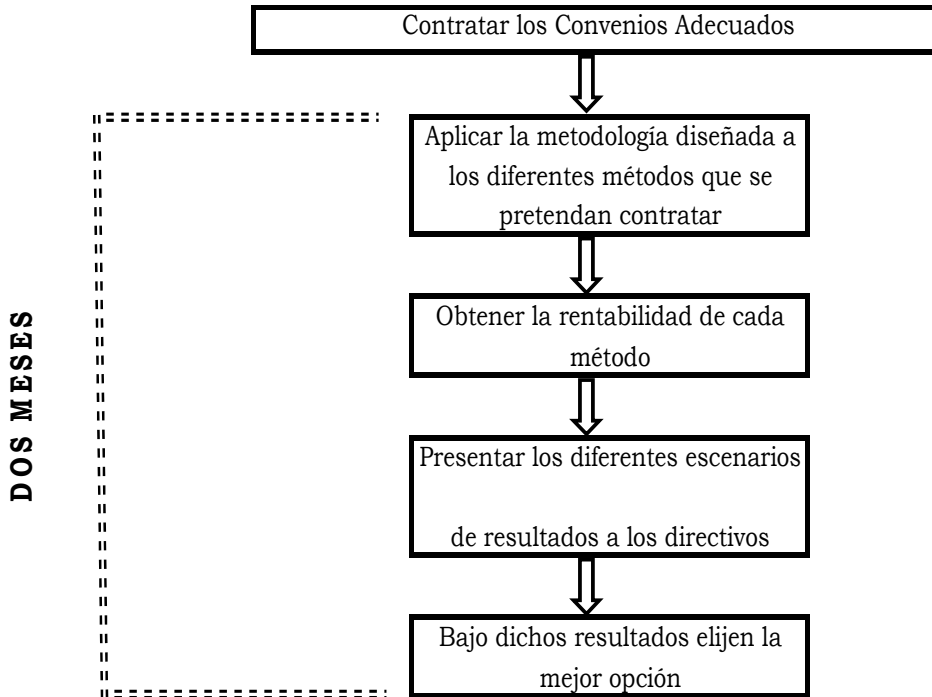 Contratar los Convenios Adecuados
Aplicar la metodología diseñada a
los diferentes métodos que se
pretendan contratar
Obtener la rentabilidad de cada
método
Presentar los diferentes escenarios
de resultados a los directivos
Bajo dichos resultados elijen la
mejor opción
DOS MESES